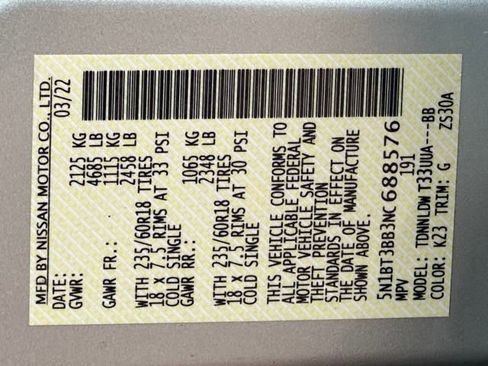 MFD BY NISSAN MOTOR CO., LTD.
DATE: 03/22
GVWR: 2125 KG
4685 LB
GAWR FR.: 1115 KG
2458 LB
WITH 235/60R18 TIRES
18 x 7.5 RIMS AT 33 PSI
COLD SINGLE
GAWR RR.: 1065 KG
2348 LB
WITH 235/60R18 TIRES
18 x 7.5 RIMS AT 30 PSI
COLD SINGLE
THIS VEHICLE CONFORMS TO
ALL APPLICABLE FEDERAL
MOTOR VEHICLE SAFETY AND
THEFT PREVENTION
STANDARDS IN EFFECT ON
THE DATE OF MANUFACTURE
SHOWN ABOVE.
5N1BT3BB3NC688576
MPV 191
MODEL: TDNNLDW T33UUA---BB
COLOR: K23 TRIM: G ZS30A